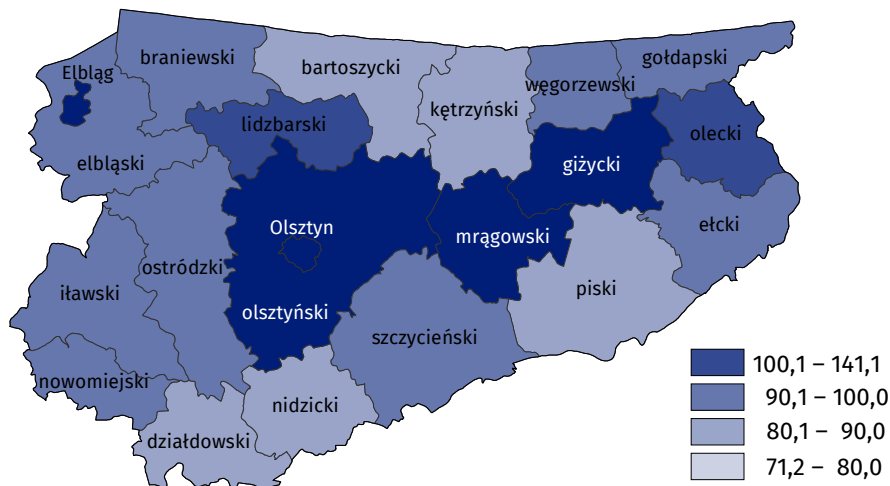 gołdapski
braniewski
bartoszycki
Elbląg
węgorzewski
kętrzyński
lidzbarski
olecki
elbląski
giżycki
Olsztyn
ełcki
mrągowski
ostródzki
piski
iławski
olsztyński
szczycieński
nowomiejski
nidzicki
działdowski
100,1 – 141,1
90,1 – 100,0
80,1 – 90,0
71,2 – 80,0